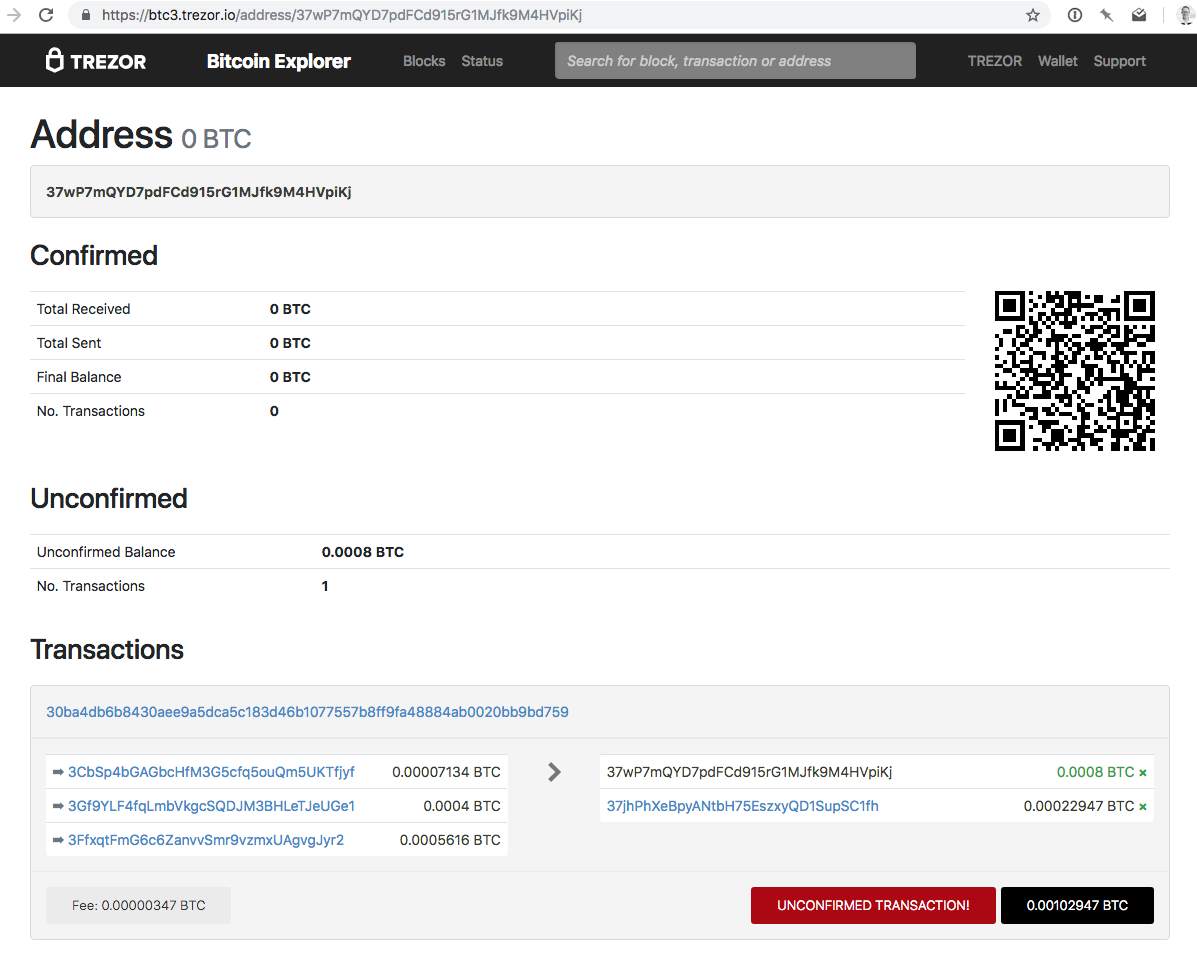 https://btc3.trezor.io/address/37wP7mQYD7pdFCd915rG1MJfk9M4HVpiKj
TREZOR Bitcoin Explorer Blocks Status Search for block, transaction or address TREZOR Wallet Support
Address 0 BTC
37wP7mQYD7pdFCd915rG1MJfk9M4HVpiKj
Confirmed
Total Received 0 BTC
Total Sent 0 BTC
Final Balance 0 BTC
No. Transactions 0
Unconfirmed
Unconfirmed Balance 0.0008 BTC
No. Transactions 1
Transactions
30ba4db6b8430aee9a5dca5c183d46b1077557b8ff9fa48884ab0020bb9bd759
➡ 3CbSp4bGAGbcHfM3G5cfq5ouQm5UKTfjyf 0.00007134 BTC 37wP7mQYD7pdFCd915rG1MJfk9M4HVpiKj 0.0008 BTC ×
➡ 3Gf9YLF4fqLmbVkgcSQDJM3BHLeTJeUGe1 0.0004 BTC 37jhPhXeBpyANtbH75EszxyQD1SupSC1fh 0.00022947 BTC ×
➡ 3FfxqtFmG6c6ZanvvSmr9vzmxUAgvgJyr2 0.0005616 BTC
Fee: 0.00000347 BTC UNCONFIRMED TRANSACTION! 0.00102947 BTC